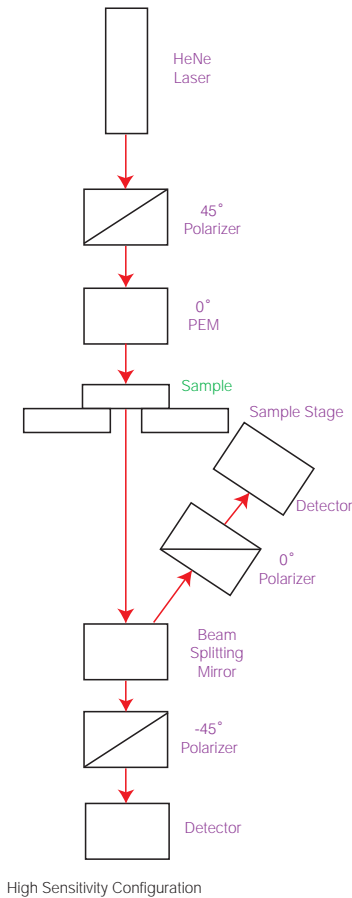 HeNe
Laser
45°
Polarizer
0°
PEM
Sample
Sample Stage
Detector
0°
Polarizer
Beam
Splitting
Mirror
-45°
Polarizer
Detector
High Sensitivity Configuration